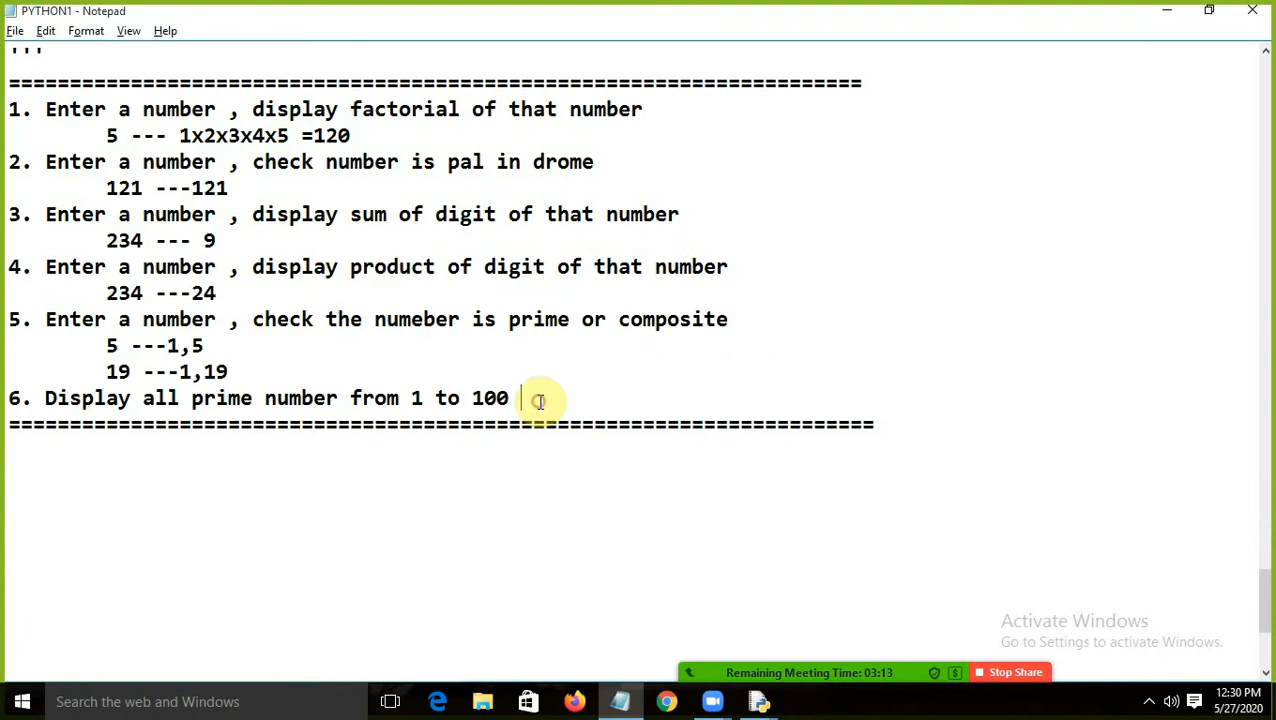 PYTHON1 - Notepad
File Edit Format View Help
'''
=======================================================================
1. Enter a number , display factorial of that number
5 --- 1x2x3x4x5 =120
2. Enter a number , check number is pal in drome
121 ---121
3. Enter a number , display sum of digit of that number
234 --- 9
4. Enter a number , display product of digit of that number
234 ---24
5. Enter a number , check the numeber is prime or composite
5 ---1,5
19 ---1,19
6. Display all prime number from 1 to 100
========================================================================
Activate Windows
Go to Settings to activate Windows.
Remaining Meeting Time: 03:13 Stop Share
Search the web and Windows
12:30 PM
5/27/2020